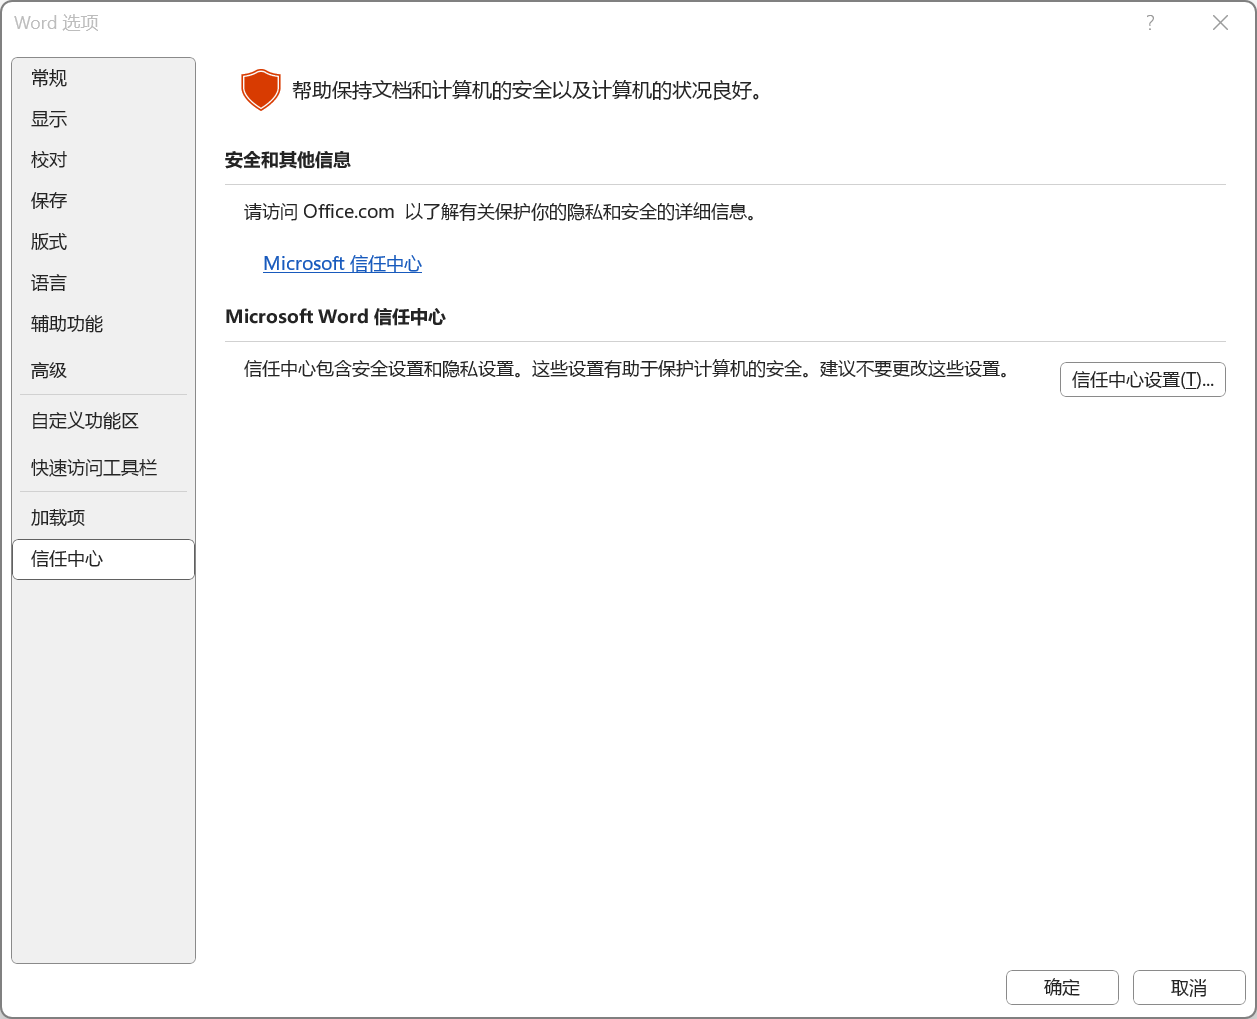 Word 选项
?
常规
显示
校对
保存
版式
语言
辅助功能
高级
自定义功能区
快速访问工具栏
加载项
信任中心
帮助保持文档和计算机的安全以及计算机的状况良好。
安全和其他信息
请访问 Office.com 以了解有关保护你的隐私和安全的详细信息。
Microsoft 信任中心
Microsoft Word 信任中心
信任中心包含安全设置和隐私设置。这些设置有助于保护计算机的安全。建议不要更改这些设置。
信任中心设置(T)...
确定
取消